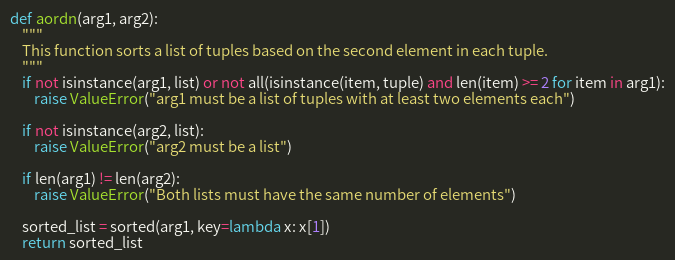 def aordn(arg1, arg2):
    """
    This function sorts a list of tuples based on the second element in each tuple.
    """
    if not isinstance(arg1, list) or not all(isinstance(item, tuple) and len(item) >= 2 for item in arg1):
        raise ValueError("arg1 must be a list of tuples with at least two elements each")

    if not isinstance(arg2, list):
        raise ValueError("arg2 must be a list")

    if len(arg1) != len(arg2):
        raise ValueError("Both lists must have the same number of elements")

    sorted_list = sorted(arg1, key=lambda x: x[1])
    return sorted_list